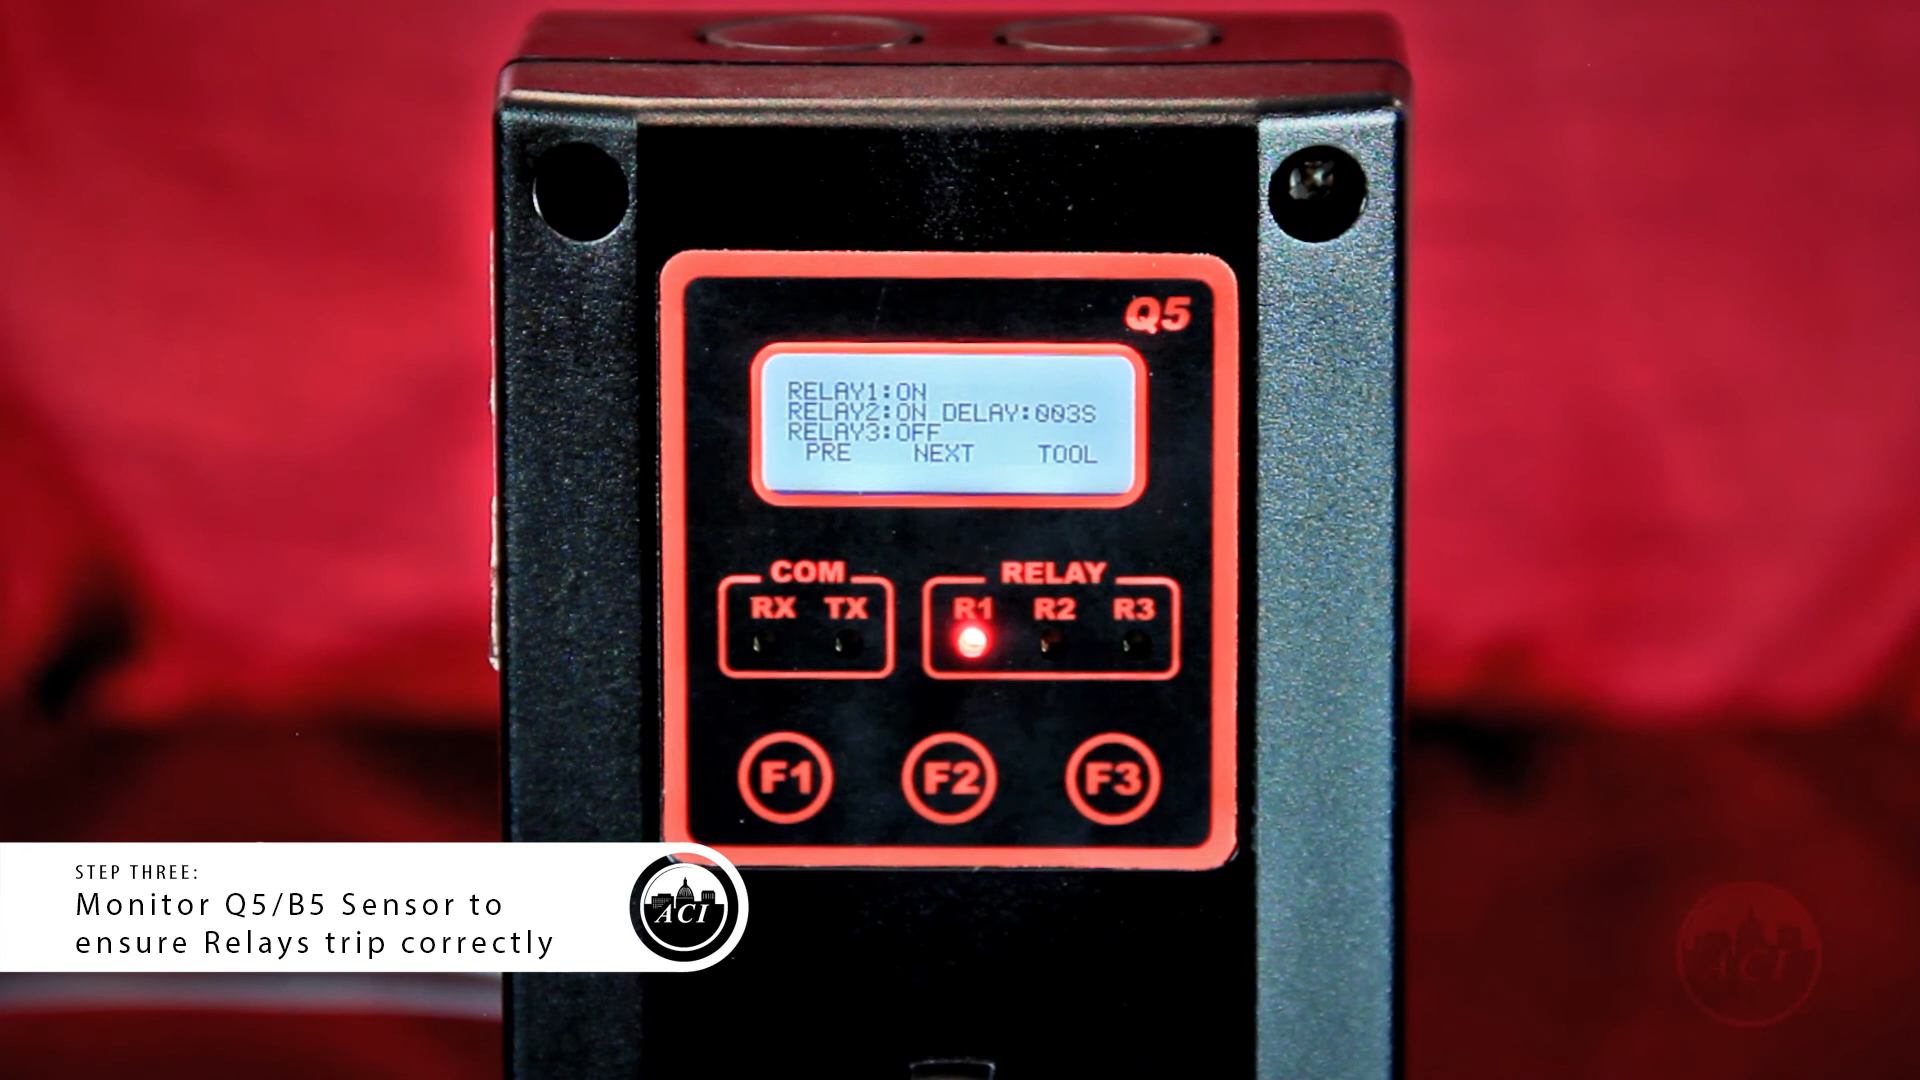 Q5
RELAY1:ON
RELAY2:ON DELAY:003S
RELAY3:OFF
PRE NEXT TOOL
COM
RELAY
RX TX
R1 R2 R3
F1 F2 F3
STEP THREE:
Monitor Q5/B5 Sensor to
ensure Relays trip correctly
ACI
ACI